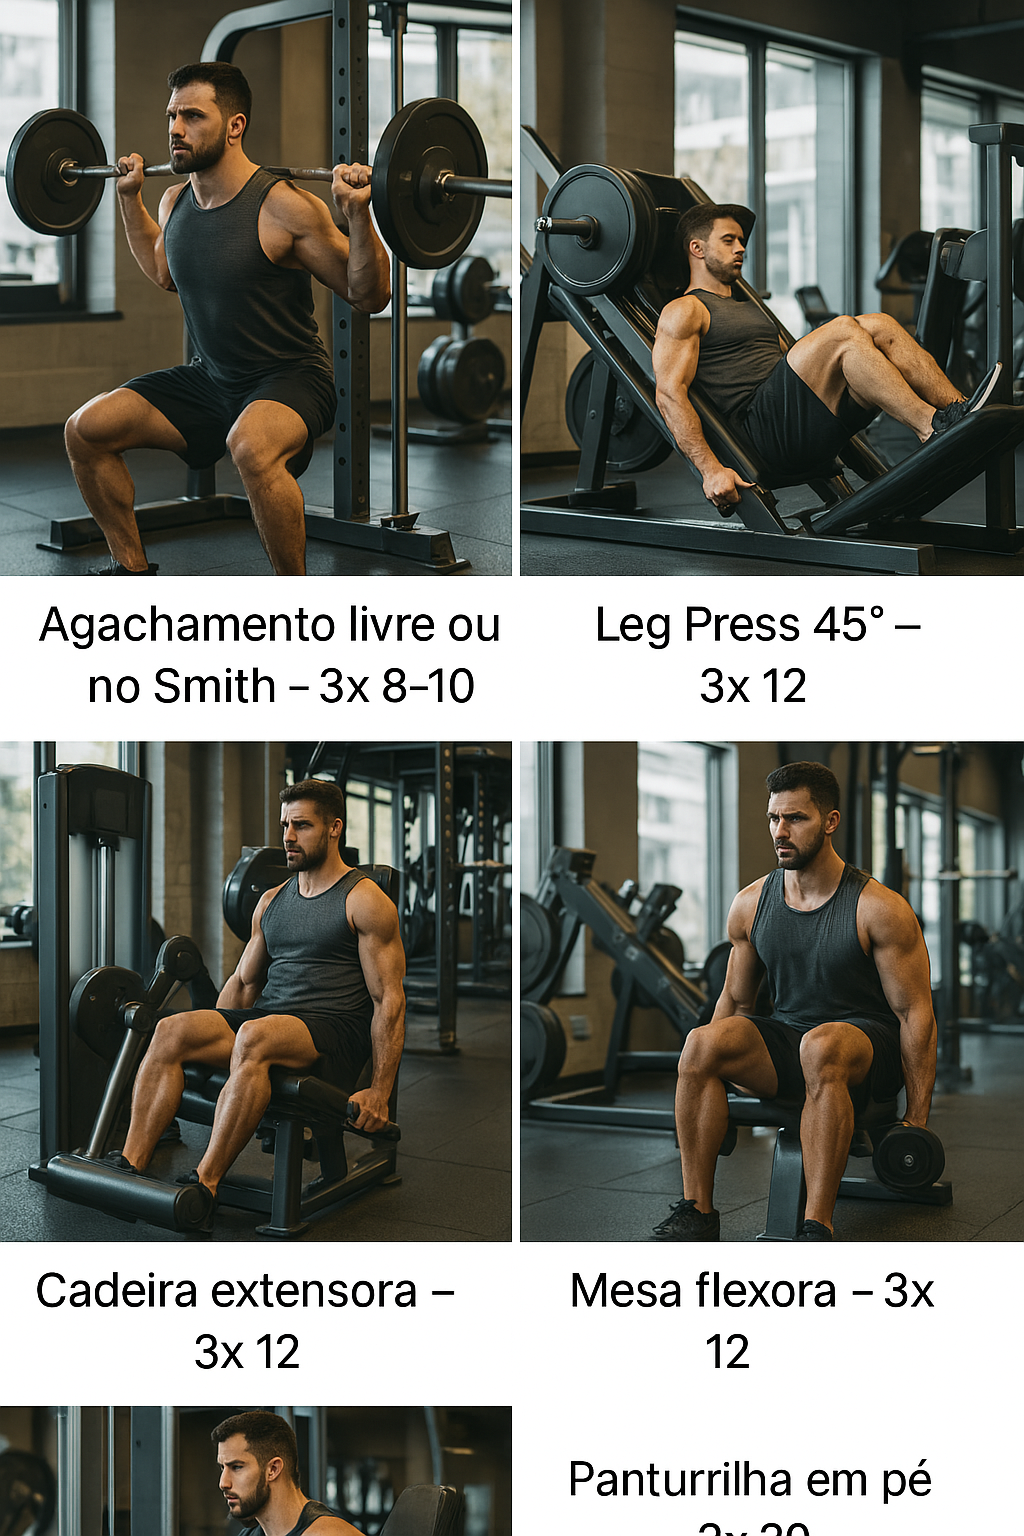 Agachamento livre ou
no Smith – 3x 8–10
Leg Press 45° –
3x 12
Cadeira extensora –
3x 12
Mesa flexora – 3x
12
Panturrilha em pé